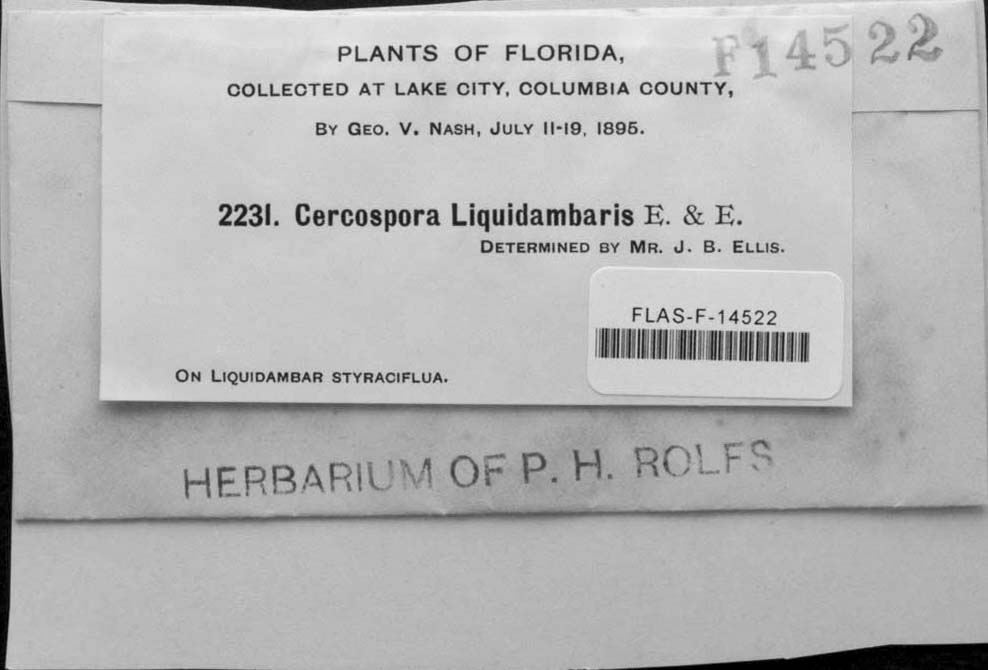 F14522
PLANTS OF FLORIDA,
COLLECTED AT LAKE CITY, COLUMBIA COUNTY,
BY GEO. V. NASH, JULY 11-19, 1895.
2231. Cercospora Liquidambaris E. & E.
DETERMINED BY MR. J. B. ELLIS.
FLAS-F-14522
ON LIQUIDAMBAR STYRACIFLUA.
HERBARIUM OF P. H. ROLFS